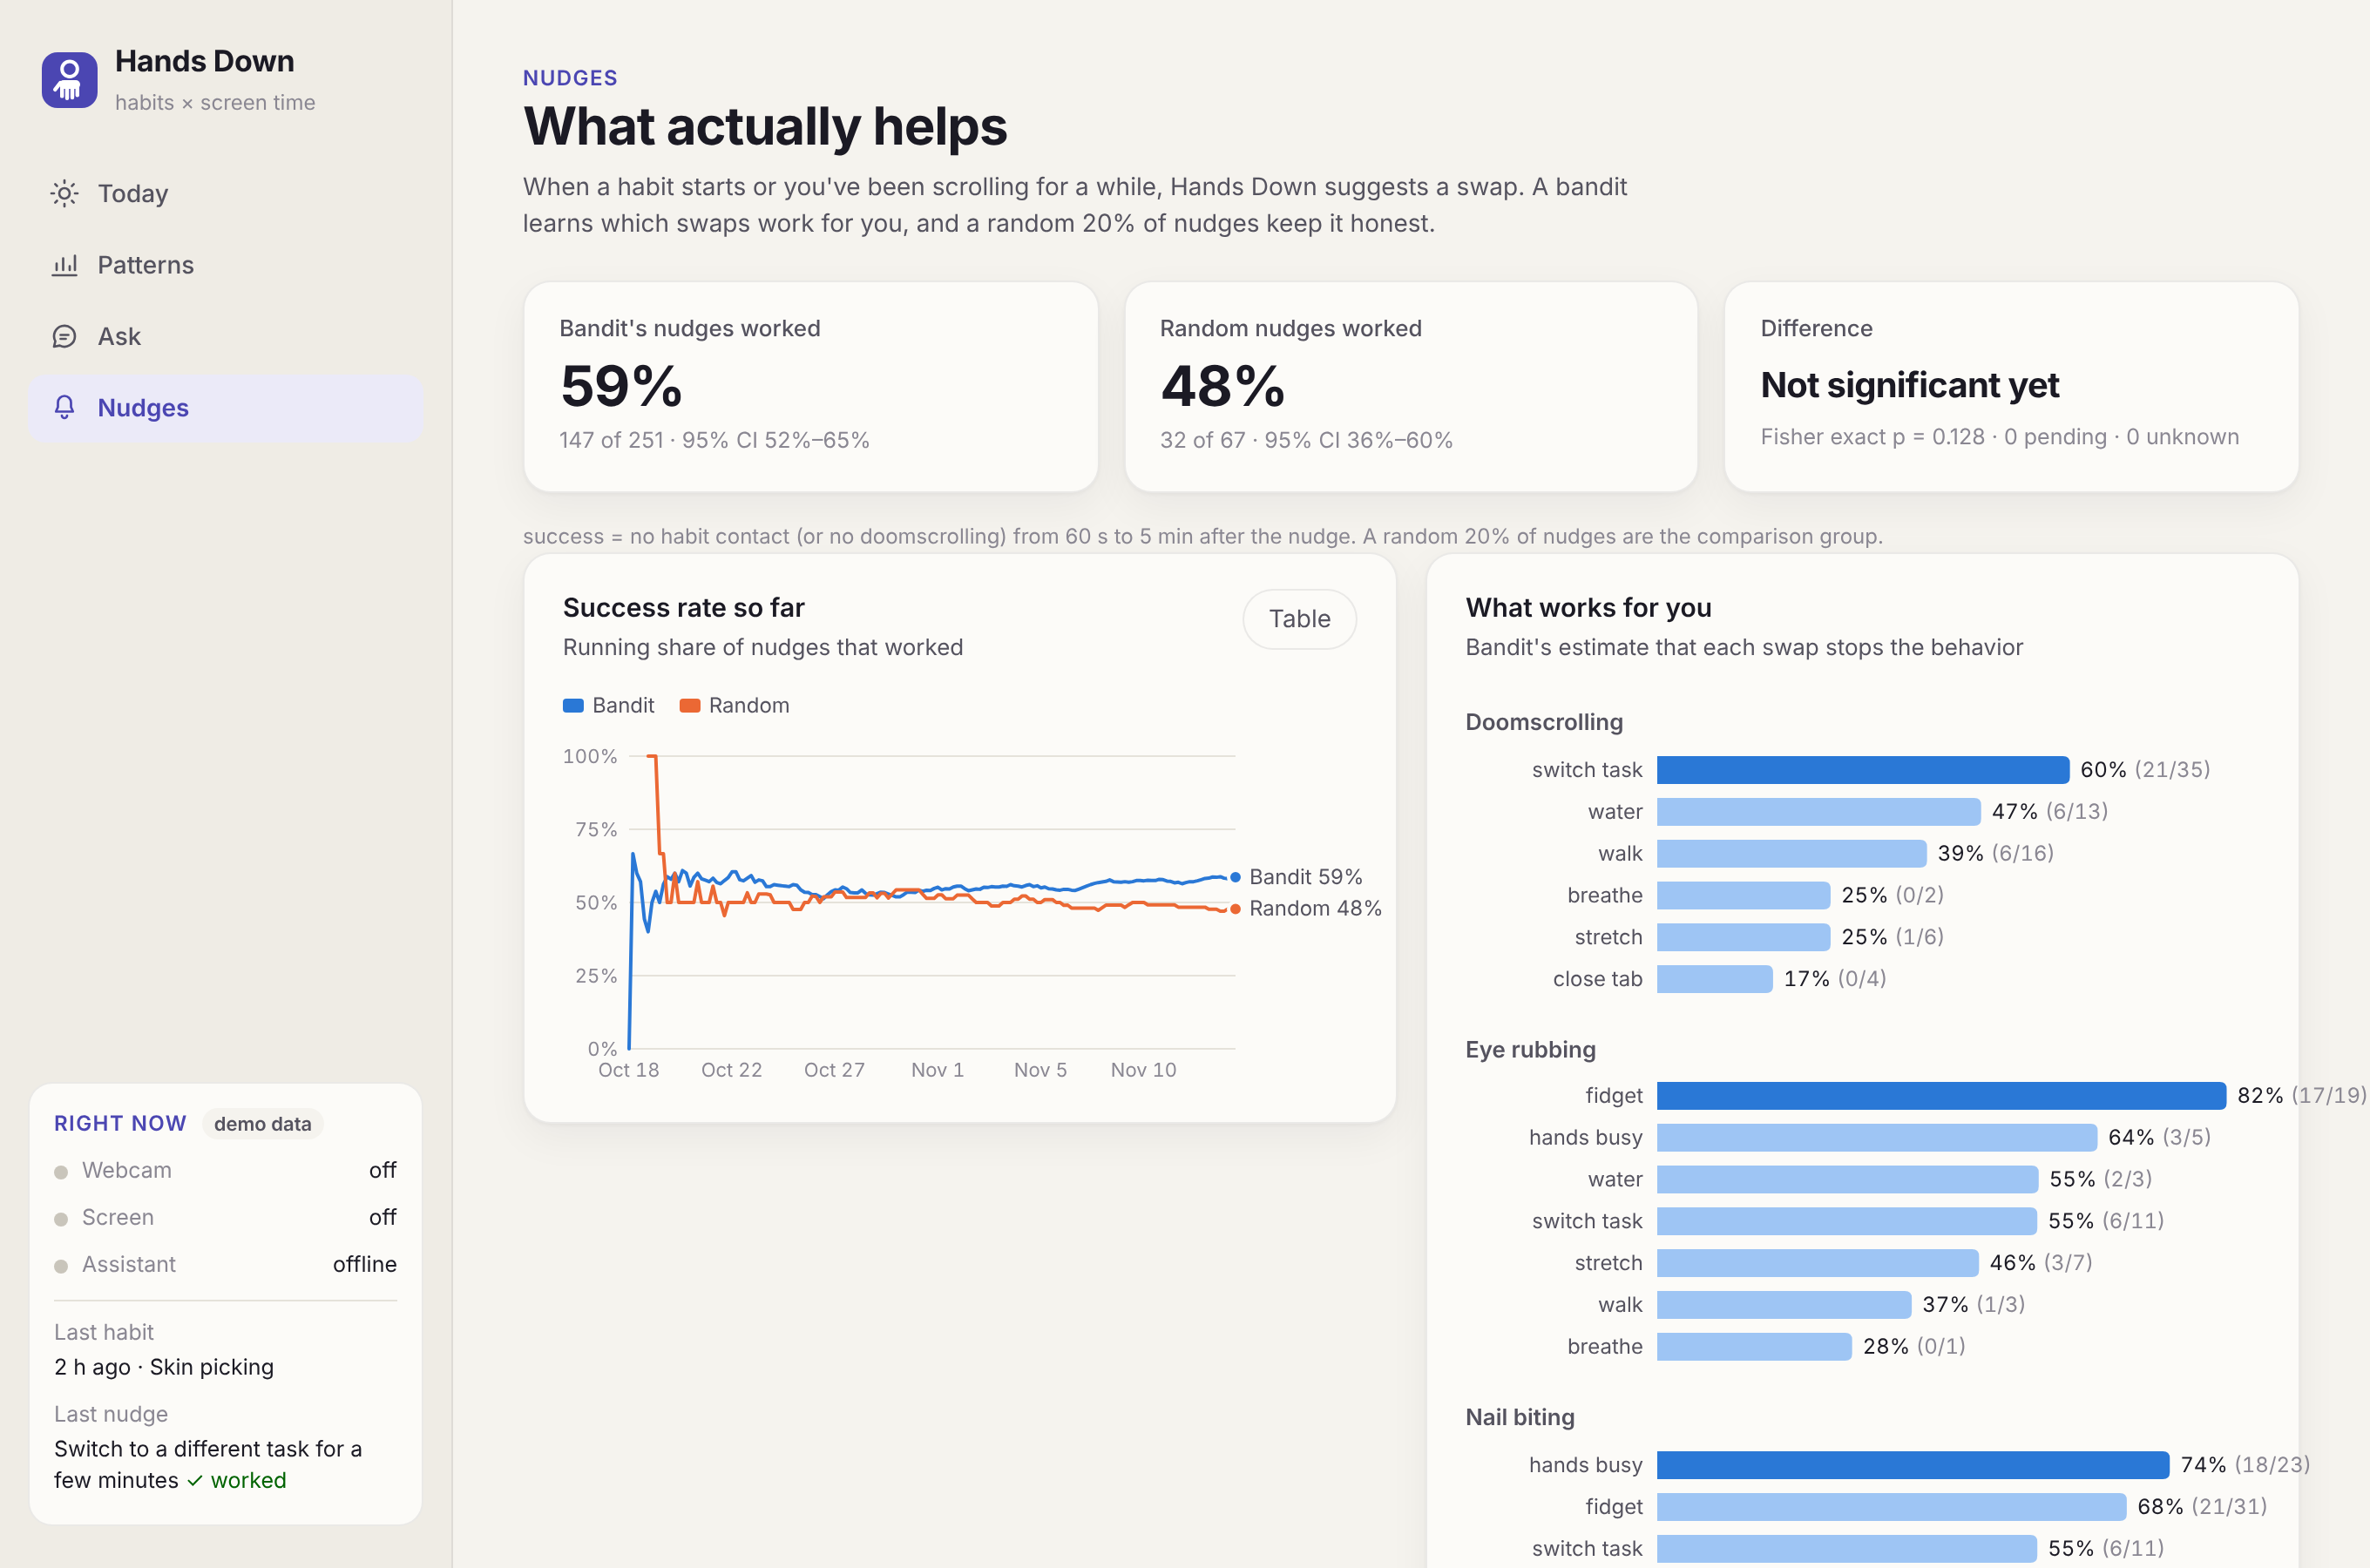 Hands Down
habits × screen time
Today
Patterns
Ask
Nudges
RIGHT NOW demo data
Webcam off
Screen off
Assistant offline
Last habit
2 h ago · Skin picking
Last nudge
Switch to a different task for a
few minutes ✓ worked
NUDGES
What actually helps
When a habit starts or you've been scrolling for a while, Hands Down suggests a swap. A bandit
learns which swaps work for you, and a random 20% of nudges keep it honest.
Bandit's nudges worked
59%
147 of 251 · 95% CI 52%–65%
Random nudges worked
48%
32 of 67 · 95% CI 36%–60%
Difference
Not significant yet
Fisher exact p = 0.128 · 0 pending · 0 unknown
success = no habit contact (or no doomscrolling) from 60 s to 5 min after the nudge. A random 20% of nudges are the comparison group.
Success rate so far
Running share of nudges that worked
Table
Bandit Random
100%
75%
50%
25%
0%
Bandit 59%
Random 48%
Oct 18 Oct 22 Oct 27 Nov 1 Nov 5 Nov 10
What works for you
Bandit's estimate that each swap stops the behavior
Doomscrolling
switch task 60% (21/35)
water 47% (6/13)
walk 39% (6/16)
breathe 25% (0/2)
stretch 25% (1/6)
close tab 17% (0/4)
Eye rubbing
fidget 82% (17/19)
hands busy 64% (3/5)
water 55% (2/3)
switch task 55% (6/11)
stretch 46% (3/7)
walk 37% (1/3)
breathe 28% (0/1)
Nail biting
hands busy 74% (18/23)
fidget 68% (21/31)
switch task 55% (6/11)